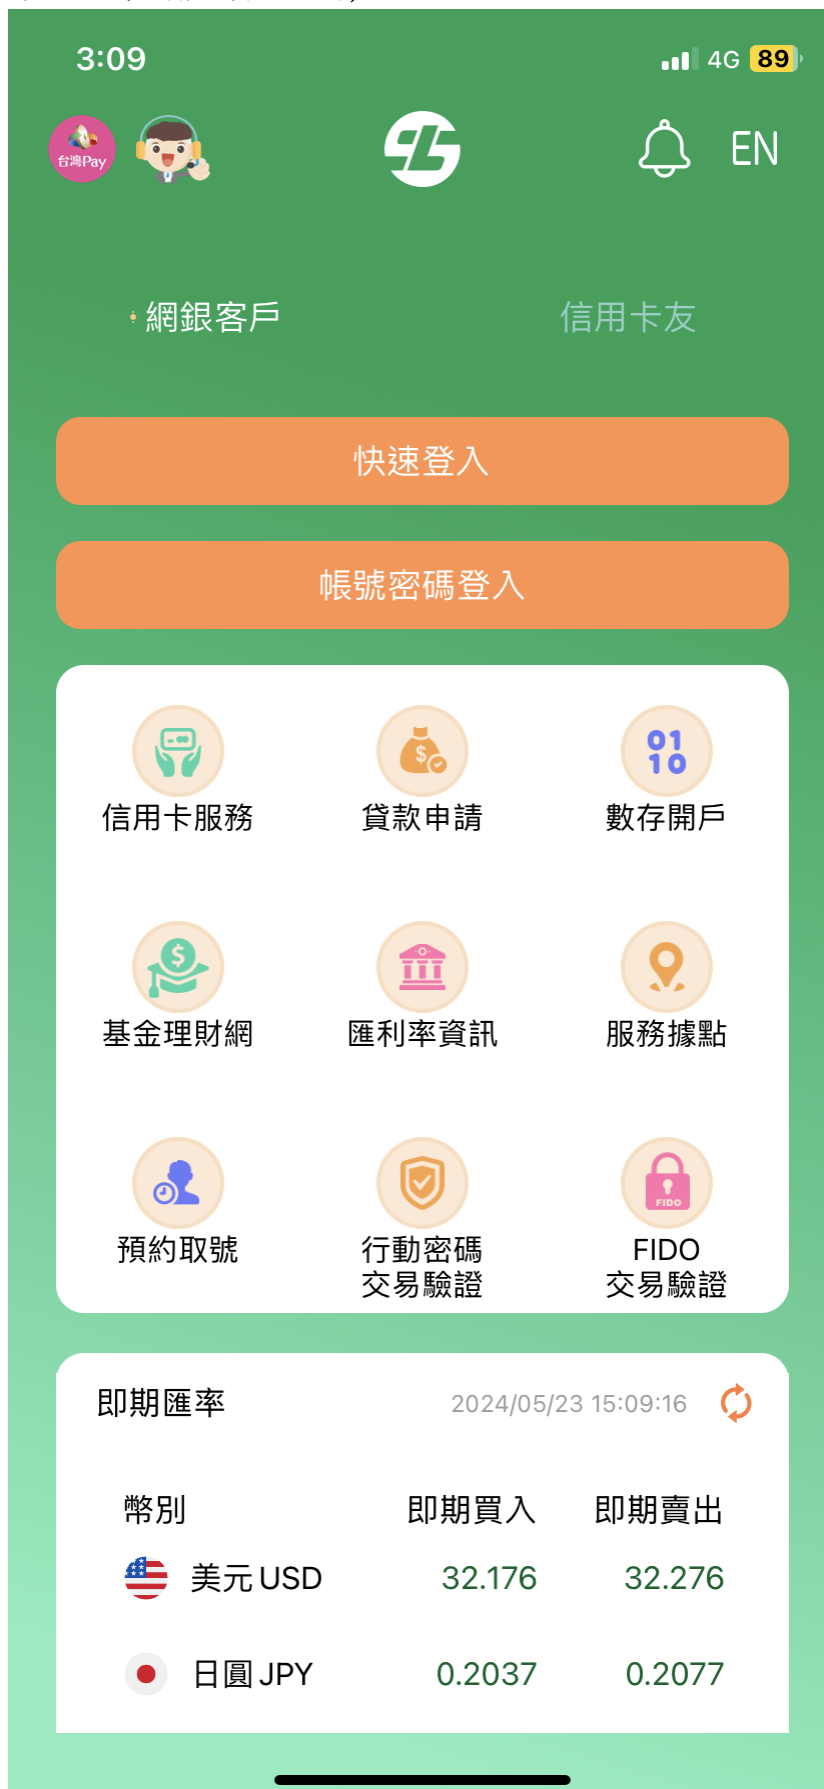 3:09
4G 89
台灣Pay
EN
網銀客戶 信用卡友
快速登入
帳號密碼登入
信用卡服務 貸款申請 數存開戶
01
10
基金理財網 匯利率資訊 服務據點
預約取號 行動密碼 FIDO
交易驗證 交易驗證
FIDO
即期匯率 2024/05/23 15:09:16
幣別 即期買入 即期賣出
美元 USD 32.176 32.276
日圓 JPY 0.2037 0.2077